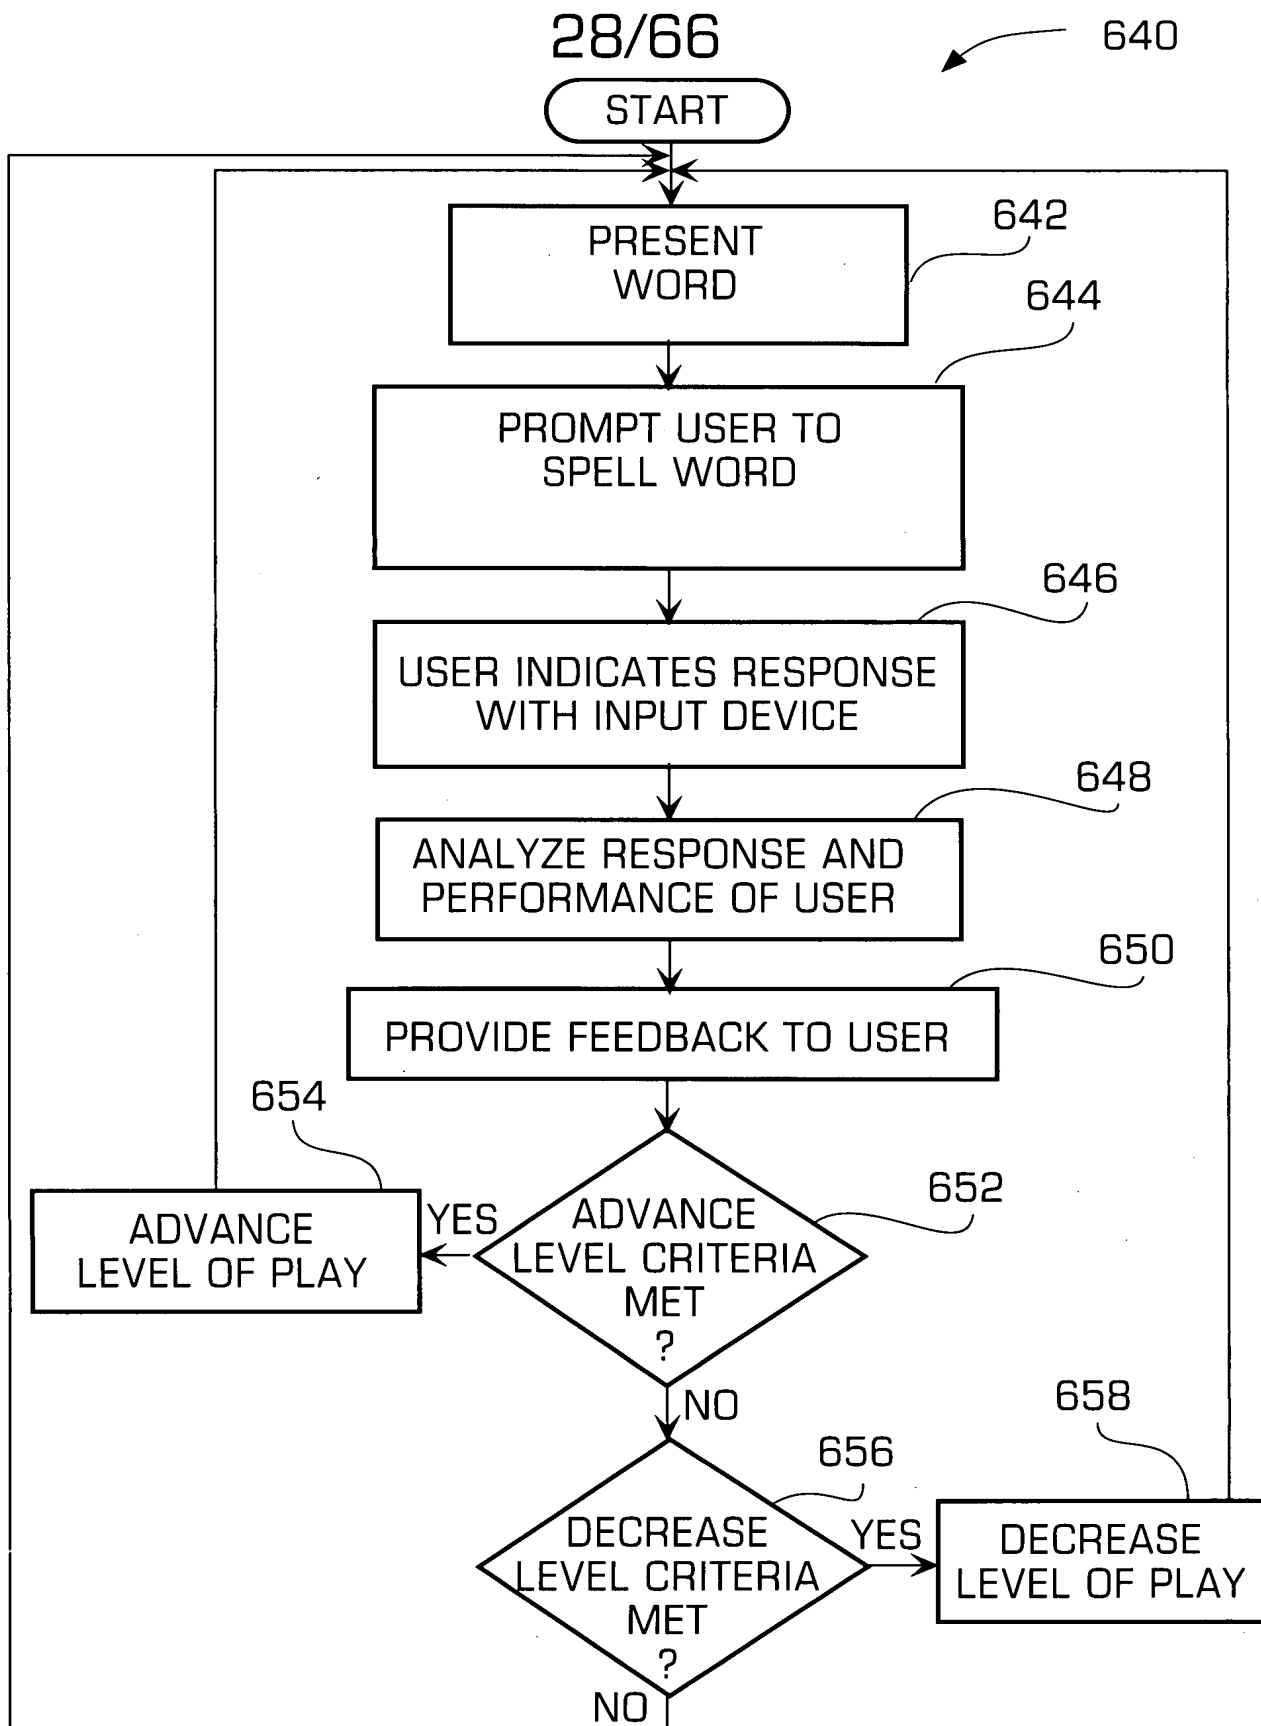 28/66
640
START
642
PRESENT
WORD
644
PROMPT USER TO
SPELL WORD
646
USER INDICATES RESPONSE
WITH INPUT DEVICE
648
ANALYZE RESPONSE AND
PERFORMANCE OF USER
650
PROVIDE FEEDBACK TO USER
654
652
ADVANCE
LEVEL OF PLAY
YES
ADVANCE
LEVEL CRITERIA
MET
?
NO
658
656
DECREASE
LEVEL CRITERIA
MET
?
YES
DECREASE
LEVEL OF PLAY
NO